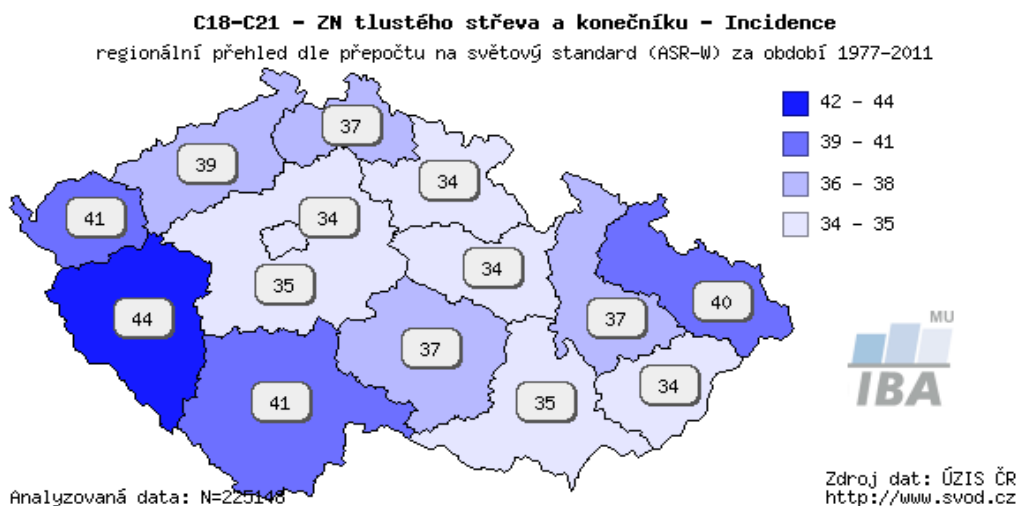 C18-C21 - ZN tlustého střeva a konečníku - Incidence
regionální přehled dle přepočtu na světový standard (ASR-W) za období 1977-2011
42 - 44
39 - 41
36 - 38
34 - 35
37
39
34
41
34
34
35
40
44
37
37
34
41
35
MU
IBA
Analyzovaná data: N=225148
Zdroj dat: ÚZIS ČR
http://www.svod.cz